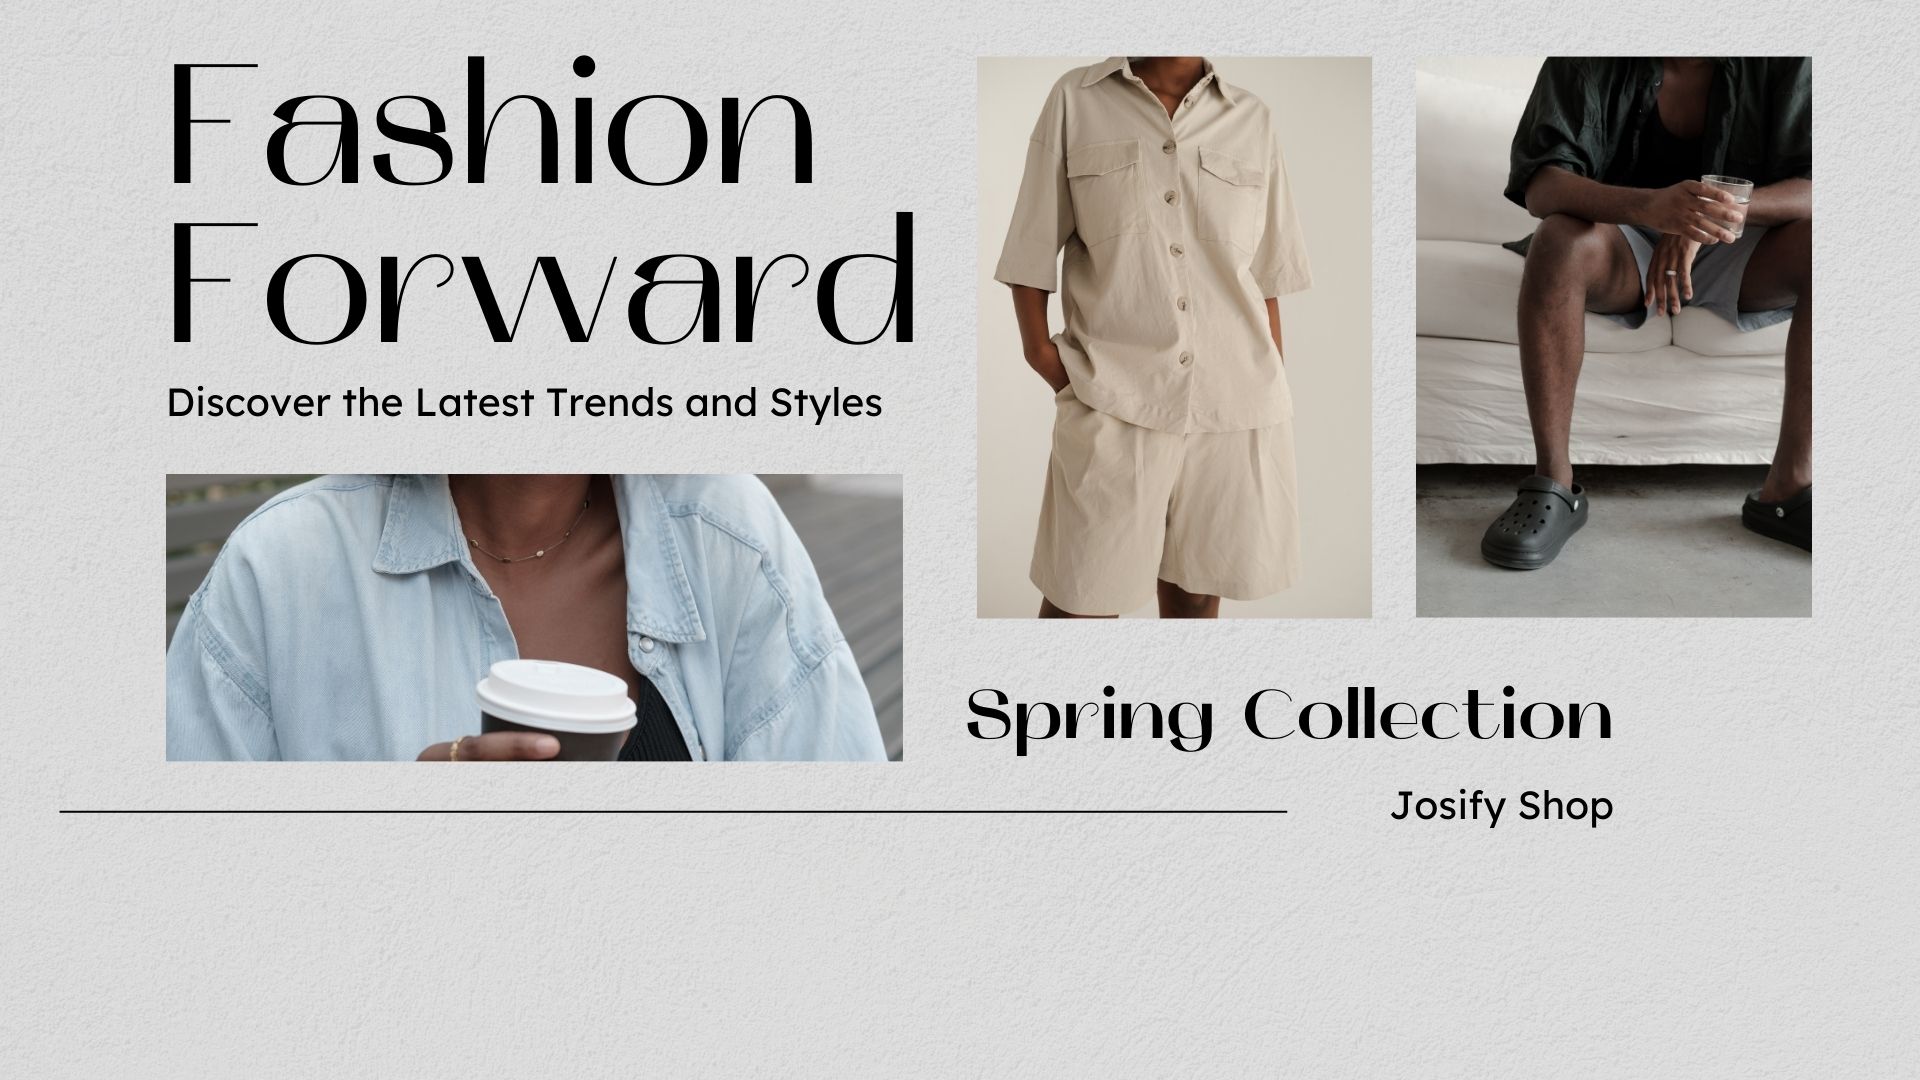 Fashion
Forward
Discover the Latest Trends and Styles
Spring Collection
Josify Shop